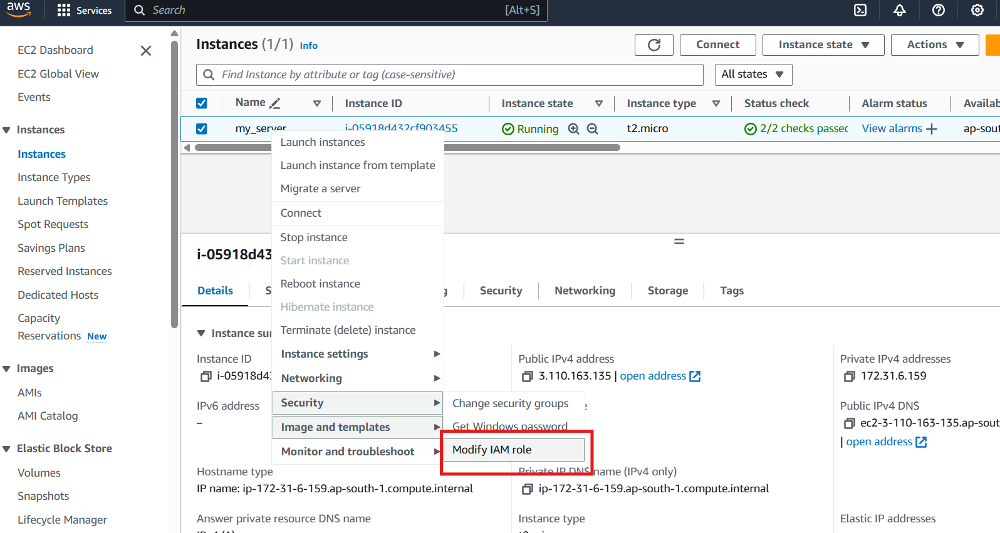 aws
Services
Search
[Alt+S]
EC2 Dashboard
EC2 Global View
Events
Instances
Instances
Instance Types
Launch Templates
Spot Requests
Savings Plans
Reserved Instances
Dedicated Hosts
Capacity
Reservations New
Images
AMIs
AMI Catalog
Elastic Block Store
Volumes
Snapshots
Lifecycle Manager
Instances (1/1) Info
Connect
Instance state
Actions
Find Instance by attribute or tag (case-sensitive)
All states
Name
Instance ID
Instance state
Instance type
Status check
Alarm status
Availab
my_server
i-05918d432cf903455
Running
t2.micro
2/2 checks passec
View alarms
ap-sout
Launch instances
Launch instance from template
Migrate a server
Connect
Stop instance
Start instance
Reboot instance
Hibernate instance
Terminate (delete) instance
Instance settings
Networking
Security
Image and templates
Monitor and troubleshoot
Change security groups
Get Windows password
Modify IAM role
i-05918d43
Details
S
g
Security
Networking
Storage
Tags
Instance sur
Instance ID
i-05918d43
Public IPv4 address
3.110.163.135 | open address
Private IPv4 addresses
172.31.6.159
IPv6 address
–
Public IPv4 DNS
ec2-3-110-163-135.ap-sout
| open address
Hostname type
IP name: ip-172-31-6-159.ap-south-1.compute.internal
Private IP DNS name (IPv4 only)
ip-172-31-6-159.ap-south-1.compute.internal
Answer private resource DNS name
Instance type
Elastic IP addresses